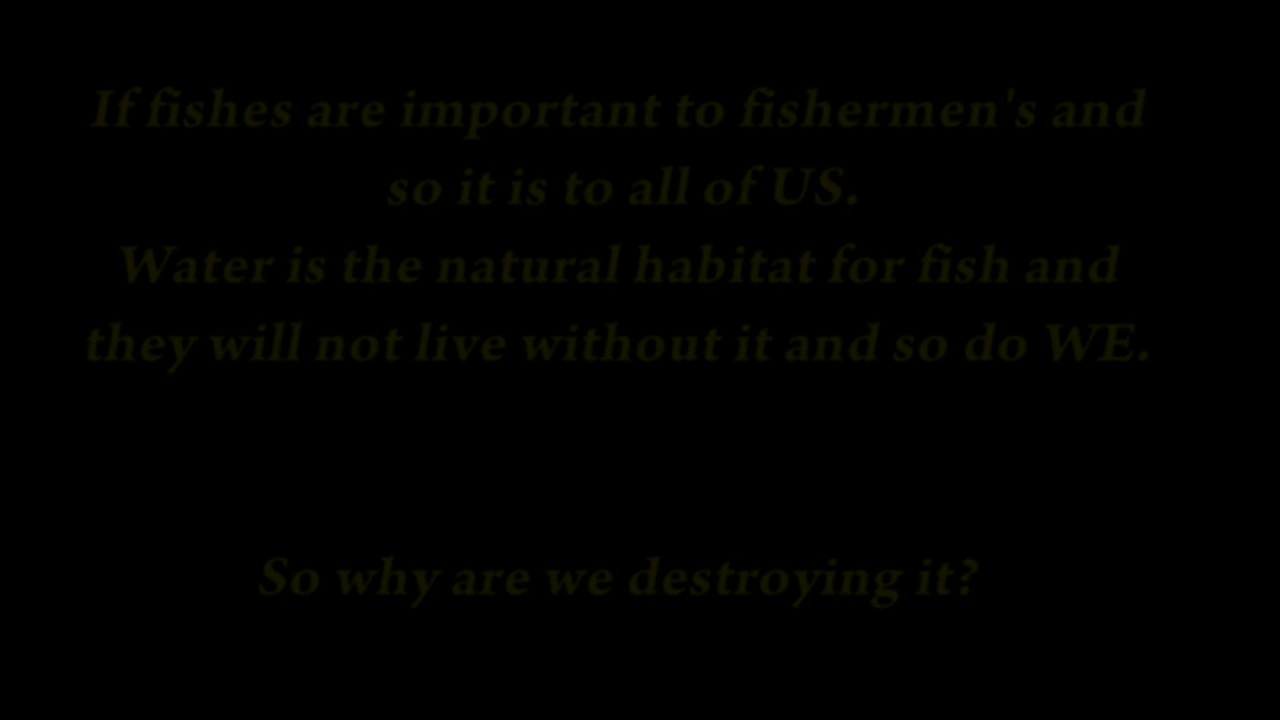 If fishes are important to fishermen's and
so it is to all of US.
Water is the natural habitat for fish and
they will not live without it and so do WE.
So why are we destroying it?